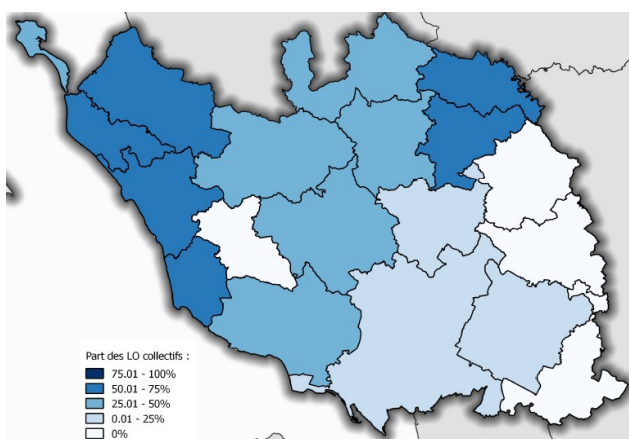 Part des LO collectifs :
75.01 - 100%
50.01 - 75%
25.01 - 50%
0.01 - 25%
0%